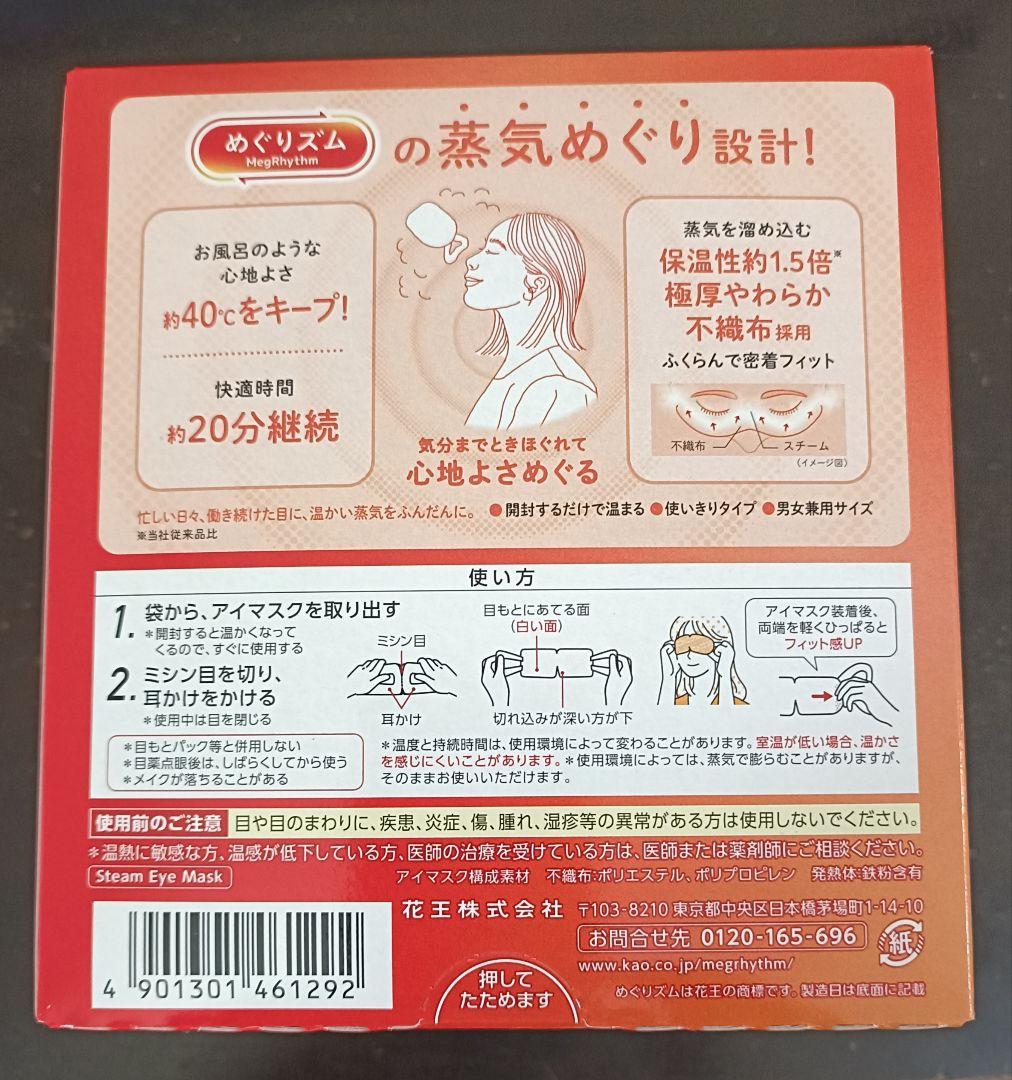 めぐりズム
MegRhythm
の蒸気めぐり設計!
お風呂のような
心地よさ
約40℃をキープ!
快適時間
約20分継続
気分までときほぐれて
心地よさめぐる
蒸気を溜め込む
保温性約1.5倍※
極厚やわらか
不織布採用
ふくらんで密着フィット
不織布
スチーム
(イメージ図)
忙しい日々、働き続けた目に、温かい蒸気をふんだんに。 ●開封するだけで温まる ●使いきりタイプ ●男女兼用サイズ
※当社従来品比
使い方
1. 袋から、アイマスクを取り出す
*開封すると温かくなって
くるので、すぐに使用する
2. ミシン目を切り、
耳かけをかける
*使用中は目を閉じる
ミシン目
耳かけ
目もとにあてる面
(白い面)
切れ込みが深い方が下
アイマスク装着後、
両端を軽くひっぱると
フィット感UP
*目もとパック等と併用しない
*目薬点眼後は、しばらくしてから使う
*メイクが落ちることがある
*温度と持続時間は、使用環境によって変わることがあります。室温が低い場合、温かさ
を感じにくいことがあります。*使用環境によっては、蒸気で膨らむことがありますが、
そのままお使いいただけます。
使用前のご注意 目や目のまわりに、疾患、炎症、傷、腫れ、湿疹等の異常がある方は使用しないでください。
*温熱に敏感な方、温感が低下している方、医師の治療を受けている方は、医師または薬剤師にご相談ください。
Steam Eye Mask
アイマスク構成素材 不織布:ポリエステル、ポリプロピレン 発熱体:鉄粉含有
花王株式会社 〒103-8210 東京都中央区日本橋茅場町1-14-10
お問合せ先 0120-165-696
紙
www.kao.co.jp/megrhythm/
めぐりズムは花王の商標です。製造日は底面に記載
押して
たためます
4 901301 461292